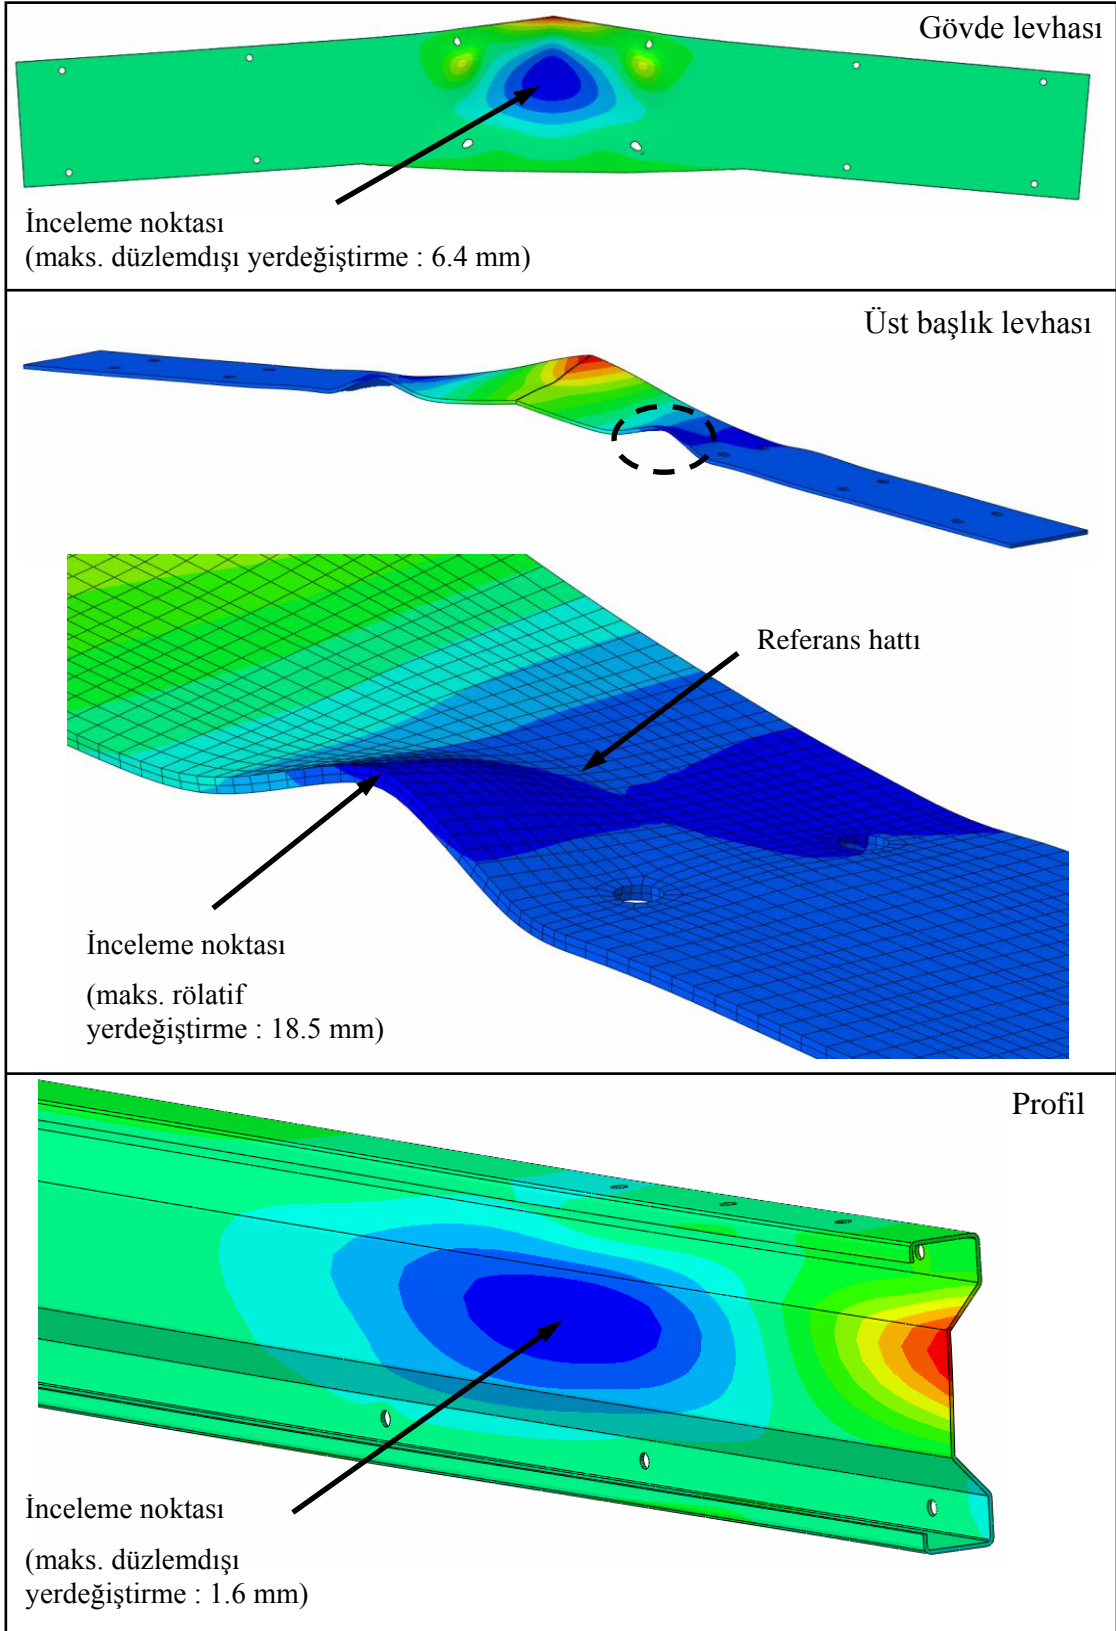 Gövde levhası
İnceleme noktası
(maks. düzlemdışı yerdeğiştirme : 6.4 mm)
Üst başlık levhası
Referans hattı
İnceleme noktası
(maks. rölatif
yerdeğiştirme : 18.5 mm)
Profil
İnceleme noktası
(maks. düzlemdışı
yerdeğiştirme : 1.6 mm)